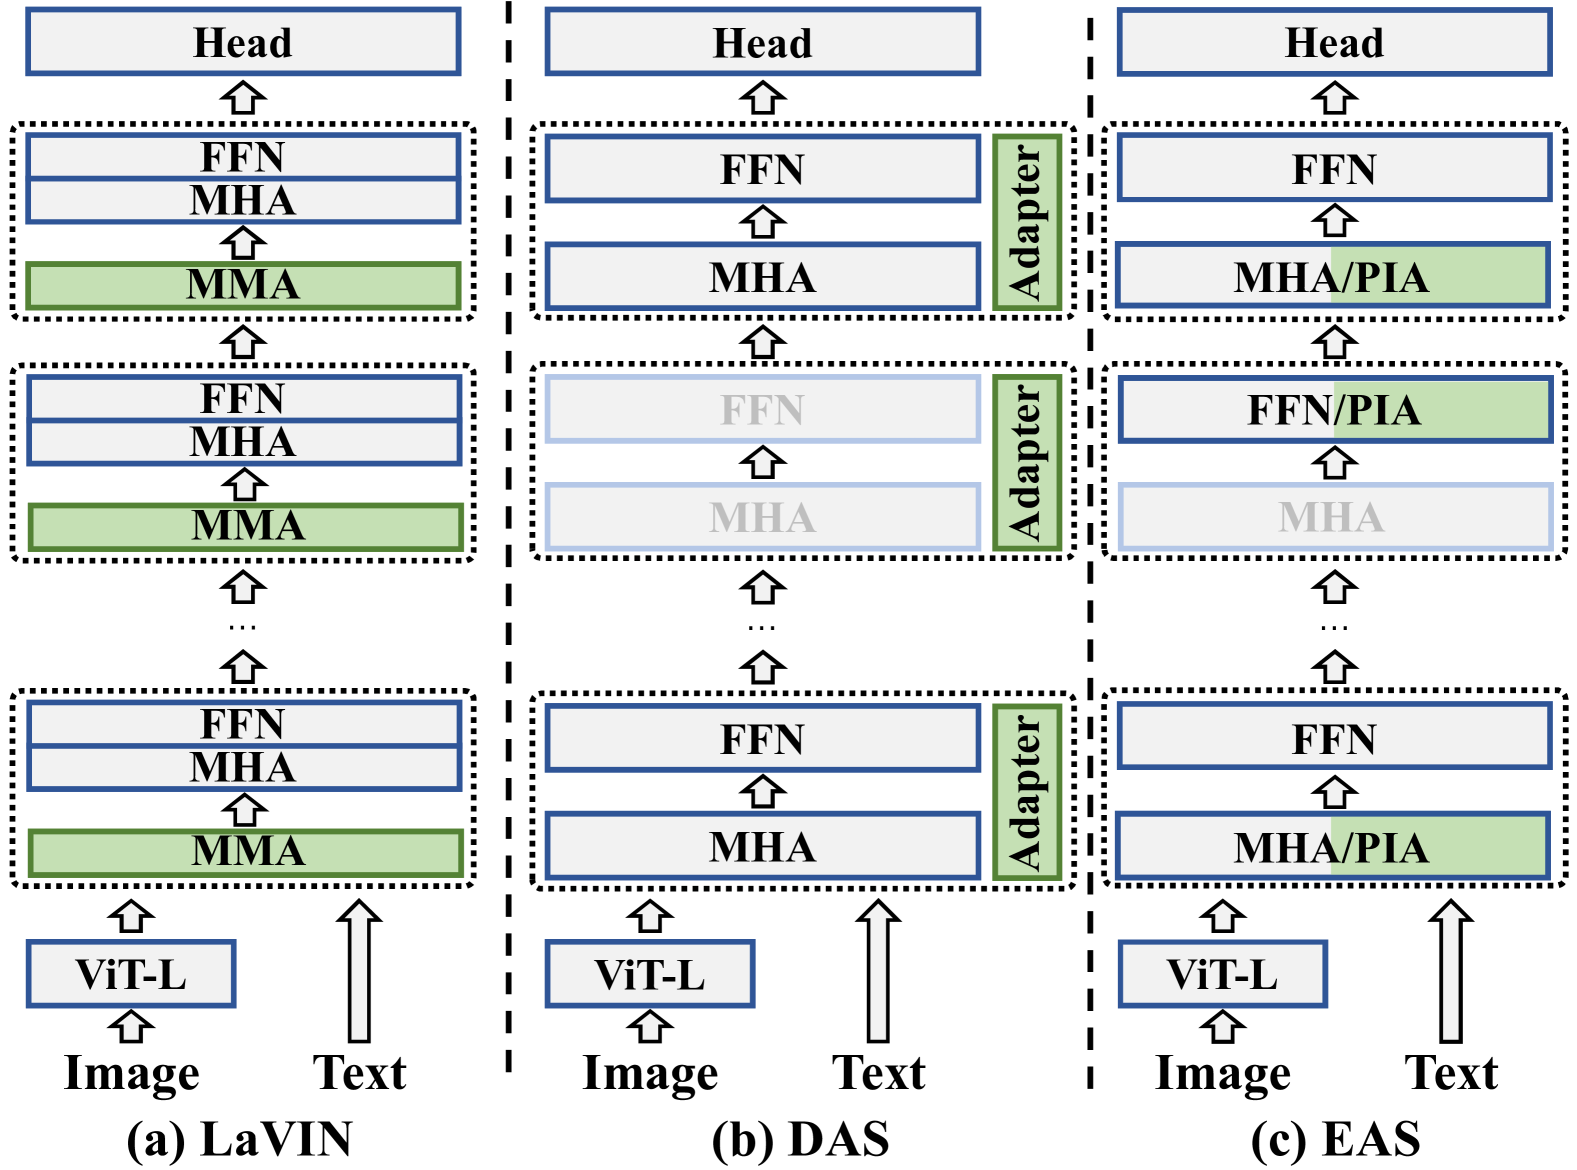 Head
FFN
MHA
MMA
FFN
MHA
MMA
...
FFN
MHA
MMA
ViT-L
Image
Text
(a) LaVIN
Head
FFN
MHA
Adapter
FFN
MHA
Adapter
...
FFN
MHA
Adapter
ViT-L
Image
Text
(b) DAS
Head
FFN
MHA/PIA
FFN/PIA
MHA
...
FFN
MHA/PIA
ViT-L
Image
Text
(c) EAS